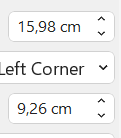 15,98 cm
Left Corner
9,26 cm